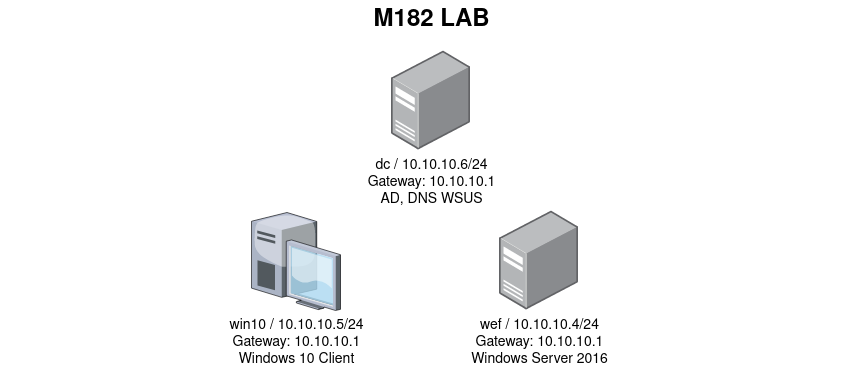 M182 LAB
dc / 10.10.10.6/24
Gateway: 10.10.10.1
AD, DNS WSUS
win10 / 10.10.10.5/24
Gateway: 10.10.10.1
Windows 10 Client
wef / 10.10.10.4/24
Gateway: 10.10.10.1
Windows Server 2016